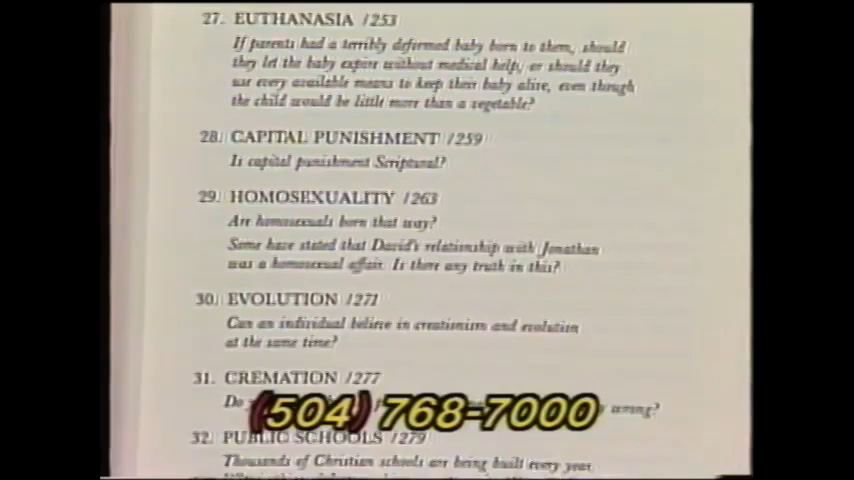 27. EUTHANASIA /253
If parents had a terribly deformed baby born to them, should
they let the baby expire without medical help, or should they
use every available means to keep their baby alive, even though
the child would be little more than a vegetable?
28. CAPITAL PUNISHMENT /259
Is capital punishment Scriptural?
29. HOMOSEXUALITY /263
Are homosexuals born that way?
Some have stated that David's relationship with Jonathan
was a homosexual affair. Is there any truth in this?
30. EVOLUTION /271
Can an individual believe in creationism and evolution
at the same time?
31. CREMATION /277
Do wrong?
(504) 768-7000
32. PUBLIC SCHOOLS /279
Thousands of Christian schools are being built every year.